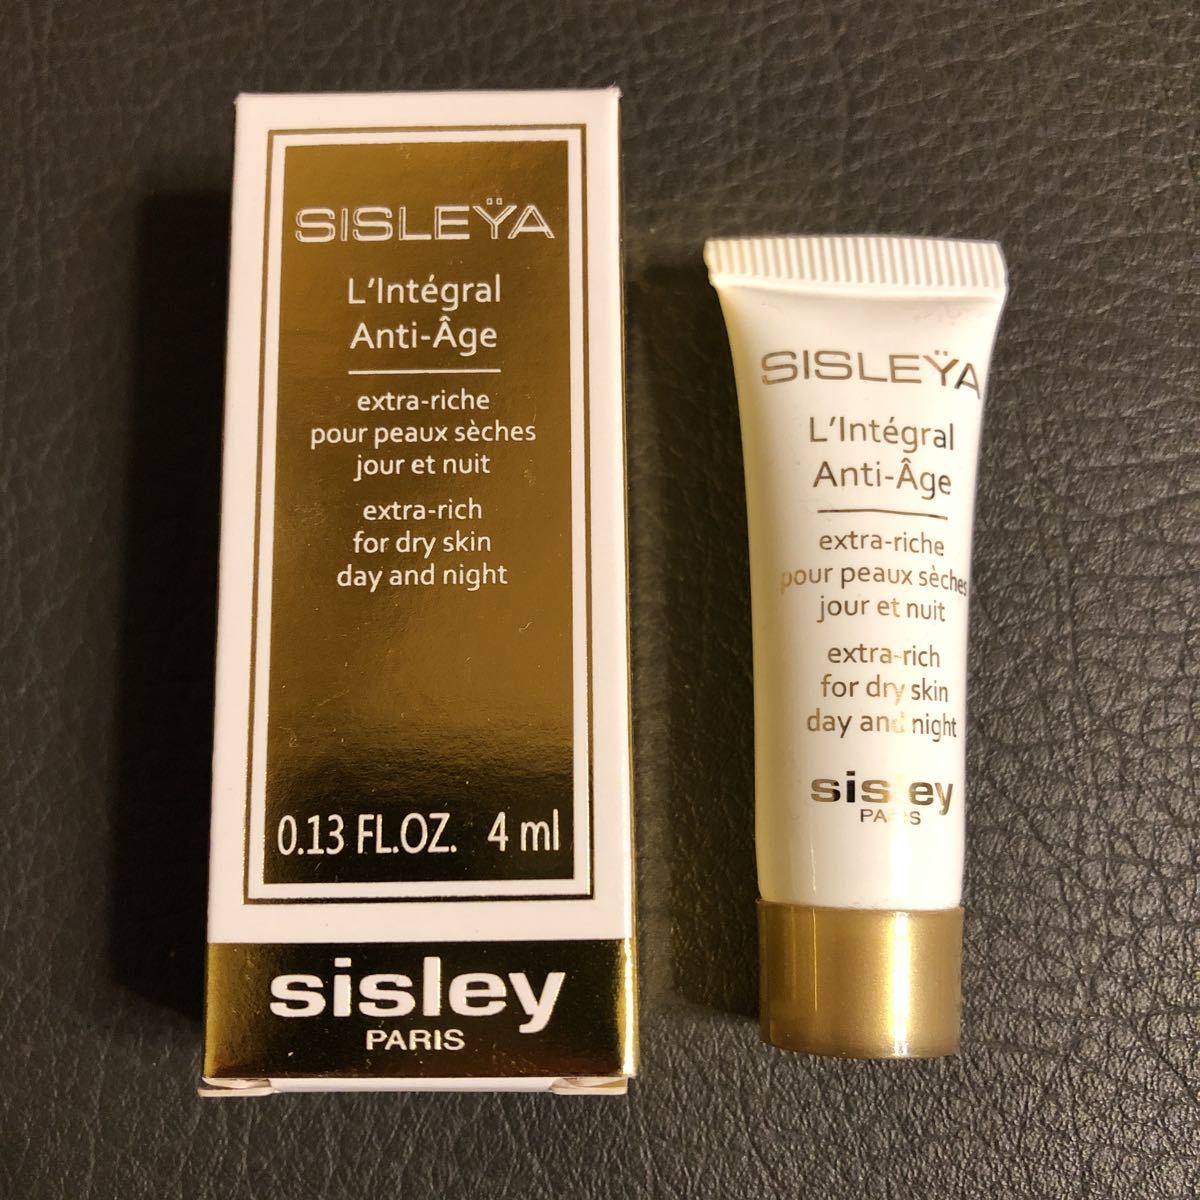 SISLEŸA
L'Intégral
Anti-Âge
extra-riche
pour peaux sèches
jour et nuit
extra-rich
for dry skin
day and night
0.13 FL.OZ. 4 ml
sisley
PARIS
SISLEŸA
L'Intégral
Anti-Âge
extra-riche
pour peaux sèches
jour et nuit
extra-rich
for dry skin
day and night
sisley
PARIS